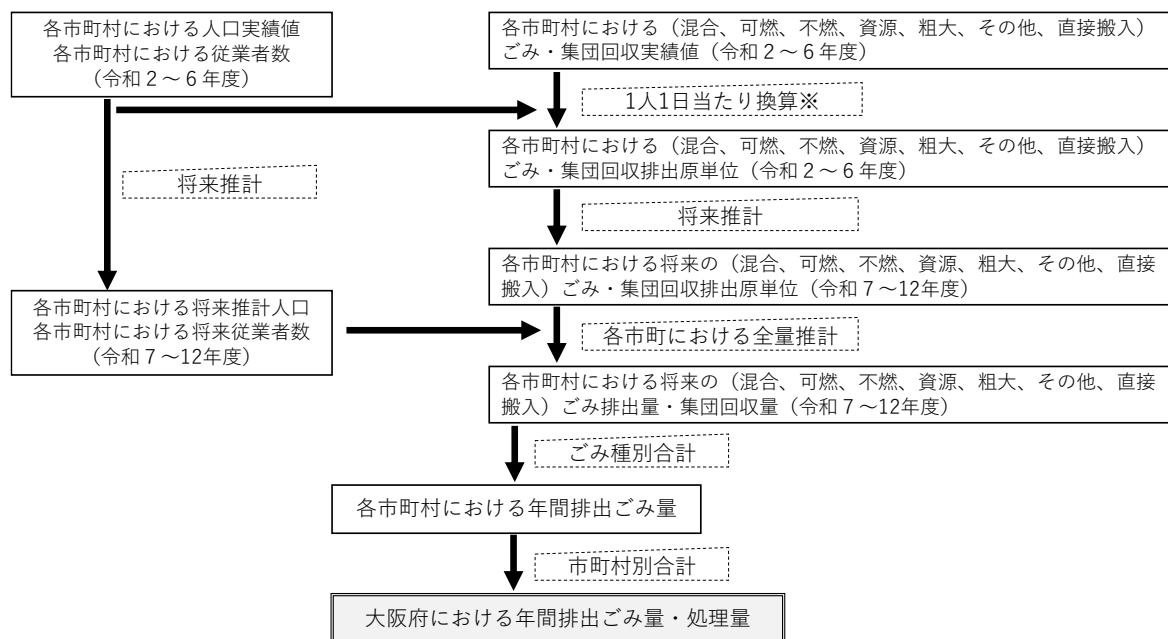 各市町村における人口実績値
各市町村における従業者数
（令和２～６年度）
各市町村における（混合、可燃、不燃、資源、粗大、その他、直接搬入）
ごみ・集団回収実績値（令和２～６年度）
1人1日当たり換算※
各市町村における（混合、可燃、不燃、資源、粗大、その他、直接搬入）
ごみ・集団回収排出原単位（令和２～６年度）
将来推計
将来推計
各市町村における将来の（混合、可燃、不燃、資源、粗大、その他、直接
搬入）ごみ・集団回収排出原単位（令和７～12年度）
各市町村における将来推計人口
各市町村における将来従業者数
（令和７～12年度）
各市町における全量推計
各市町村における将来の（混合、可燃、不燃、資源、粗大、その他、直接
搬入）ごみ排出量・集団回収量（令和７～12年度）
ごみ種別合計
各市町村における年間排出ごみ量
市町村別合計
大阪府における年間排出ごみ量・処理量